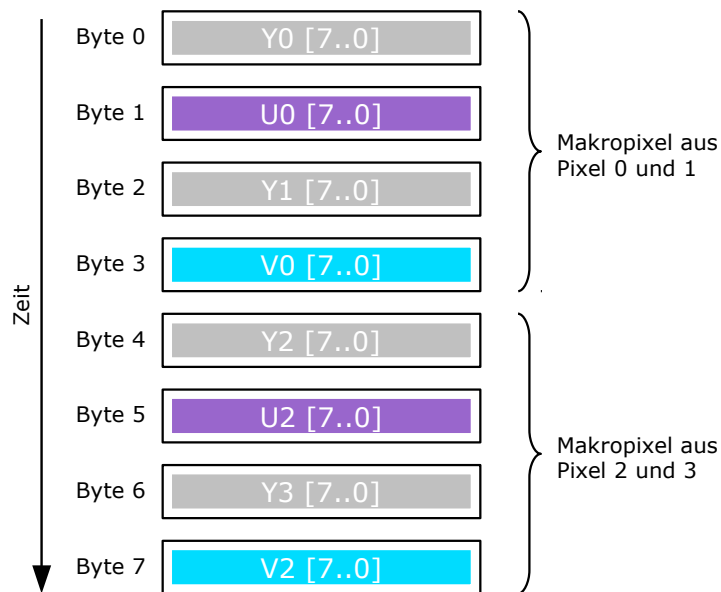 Byte 0
Y0 [7..0]
Byte 1
U0 [7..0]
Makropixel aus
Pixel 0 und 1
Byte 2
Y1 [7..0]
Byte 3
V0 [7..0]
Zeit
Byte 4
Y2 [7..0]
Byte 5
U2 [7..0]
Makropixel aus
Pixel 2 und 3
Byte 6
Y3 [7..0]
Byte 7
V2 [7..0]